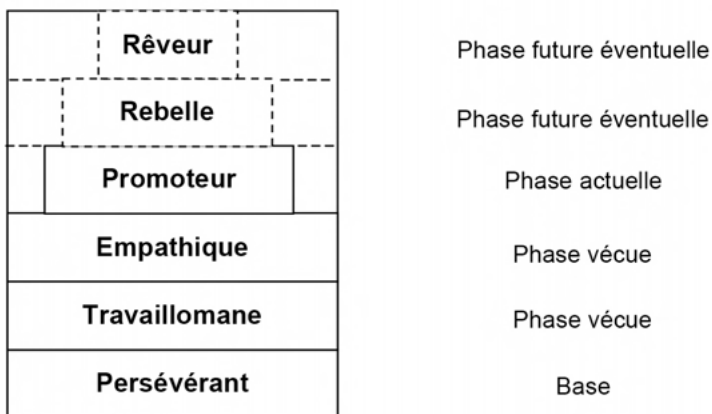 Rêveur Phase future éventuelle
Rebelle Phase future éventuelle
Promoteur Phase actuelle
Empathique Phase vécue
Travaillomane Phase vécue
Persévérant Base